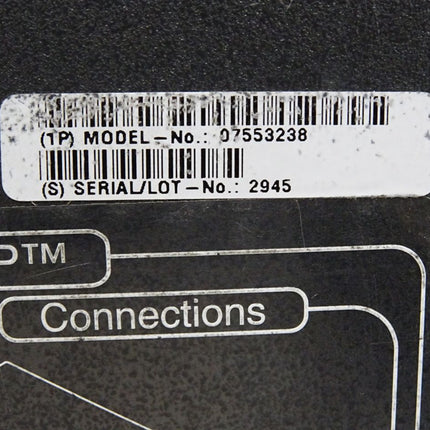 (1P) MODEL-No.: 07553238
(S) SERIAL/LOT-No.: 2945
DTM
Connections